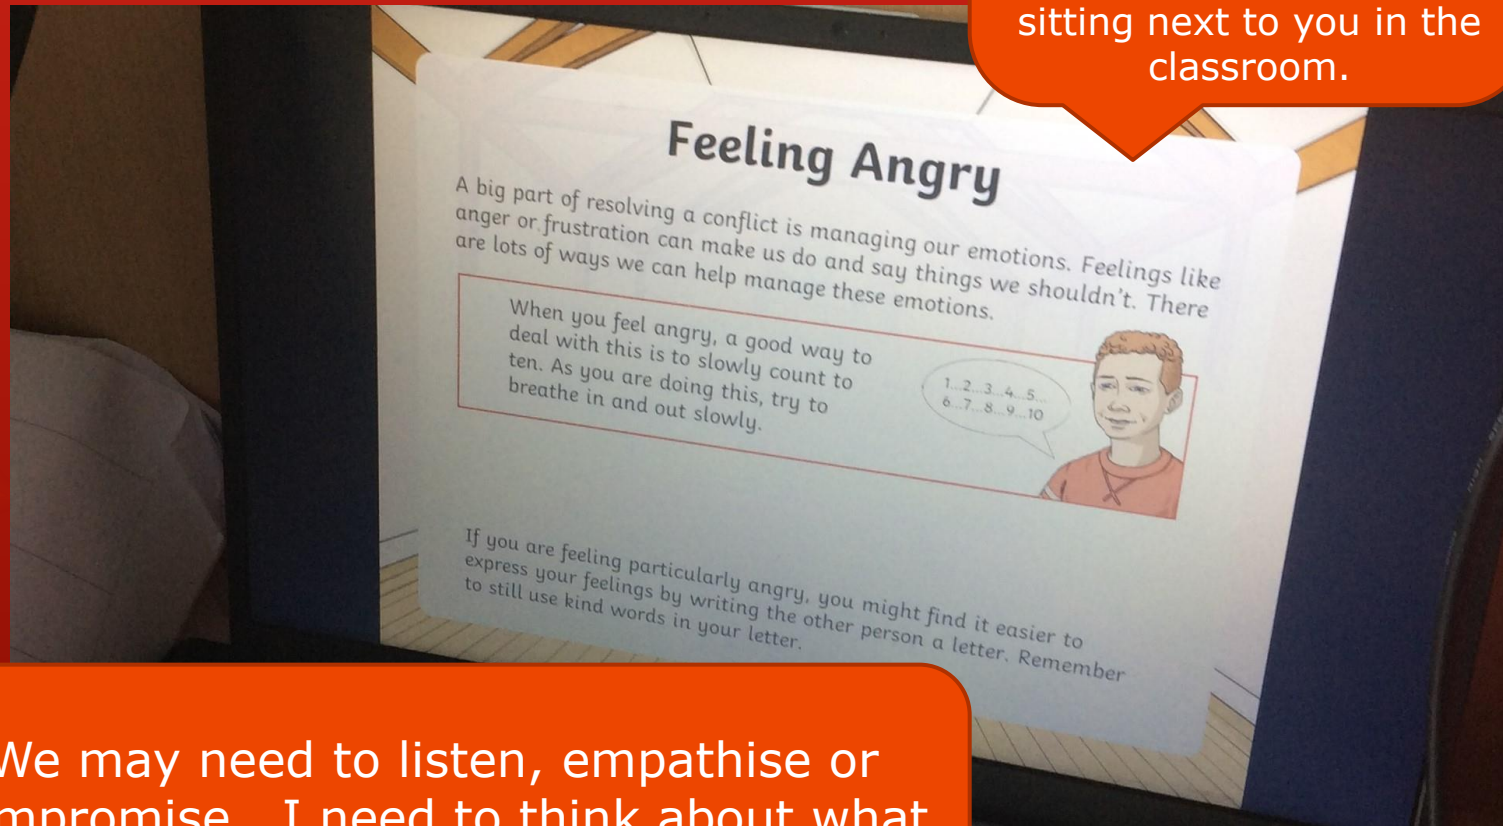 sitting next to you in the
classroom.
Feeling Angry
A big part of resolving a conflict is managing our emotions. Feelings like
anger or frustration can make us do and say things we shouldn't. There
are lots of ways we can help manage these emotions.
When you feel angry, a good way to
deal with this is to slowly count to
ten. As you are doing this, try to
breathe in and out slowly.
1...2...3...4...5...
6...7...8...9...10
If you are feeling particularly angry, you might find it easier to
express your feelings by writing the other person a letter. Remember
to still use kind words in your letter.
We may need to listen, empathise or
mpromise. I need to think about what